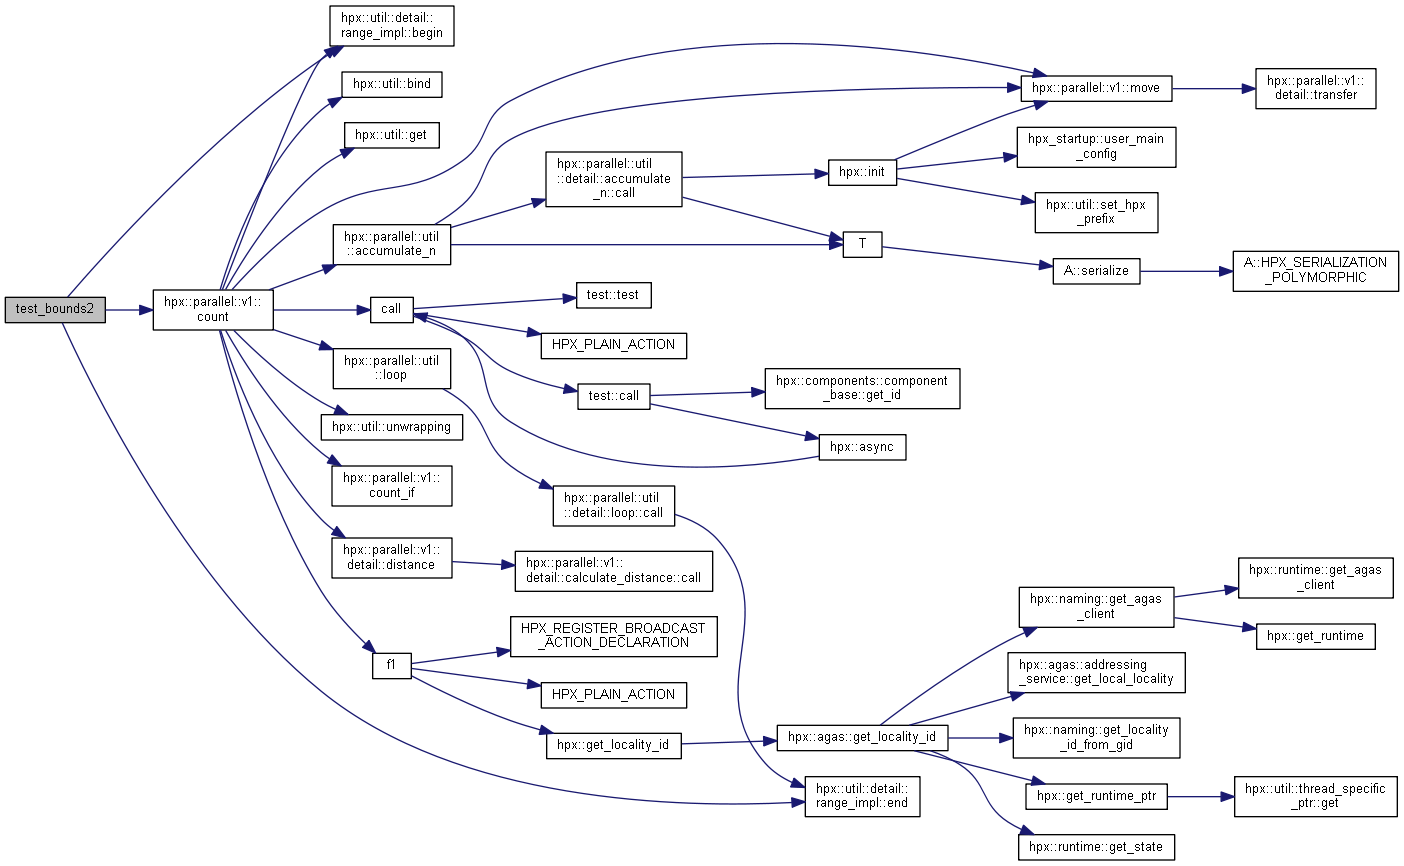 test_bounds2
hpx::parallel::v1::
count
hpx::util::detail::
range_impl::begin
hpx::util::bind
hpx::util::get
hpx::parallel::util
::accumulate_n
call
hpx::parallel::util
::loop
hpx::util::unwrapping
hpx::parallel::v1::
count_if
hpx::parallel::v1::
detail::distance
f1
hpx::parallel::util
::detail::accumulate
_n::call
test::test
HPX_PLAIN_ACTION
test::call
hpx::parallel::util
::detail::loop::call
hpx::parallel::v1::
detail::calculate_distance::call
HPX_REGISTER_BROADCAST
_ACTION_DECLARATION
HPX_PLAIN_ACTION
hpx::get_locality_id
hpx::init
T
hpx::components::component
_base::get_id
hpx::async
hpx::agas::get_locality_id
hpx::util::detail::
range_impl::end
hpx::parallel::v1::move
hpx_startup::user_main
_config
hpx::util::set_hpx
_prefix
A::serialize
hpx::naming::get_agas
_client
hpx::agas::addressing
_service::get_local_locality
hpx::naming::get_locality
_id_from_gid
hpx::get_runtime_ptr
hpx::runtime::get_state
hpx::parallel::v1::
detail::transfer
A::HPX_SERIALIZATION
_POLYMORPHIC
hpx::runtime::get_agas
_client
hpx::get_runtime
hpx::util::thread_specific
_ptr::get